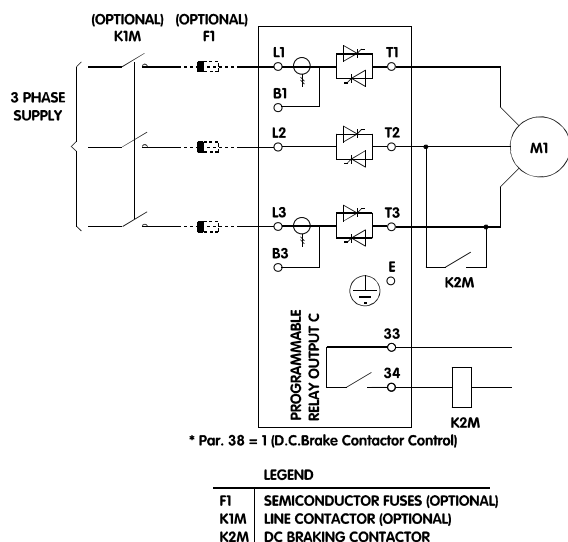 (OPTIONAL) (OPTIONAL)
K1M F1
L1 T1
3 PHASE
SUPPLY
B1
L2 T2
M1
L3 T3
B3 E
K2M
PROGRAMMABLE
RELAY OUTPUT C
33
34
K2M
* Par. 38 = 1 (D.C.Brake Contactor Control)
LEGEND
F1 SEMICONDUCTOR FUSES (OPTIONAL)
K1M LINE CONTACTOR (OPTIONAL)
K2M DC BRAKING CONTACTOR